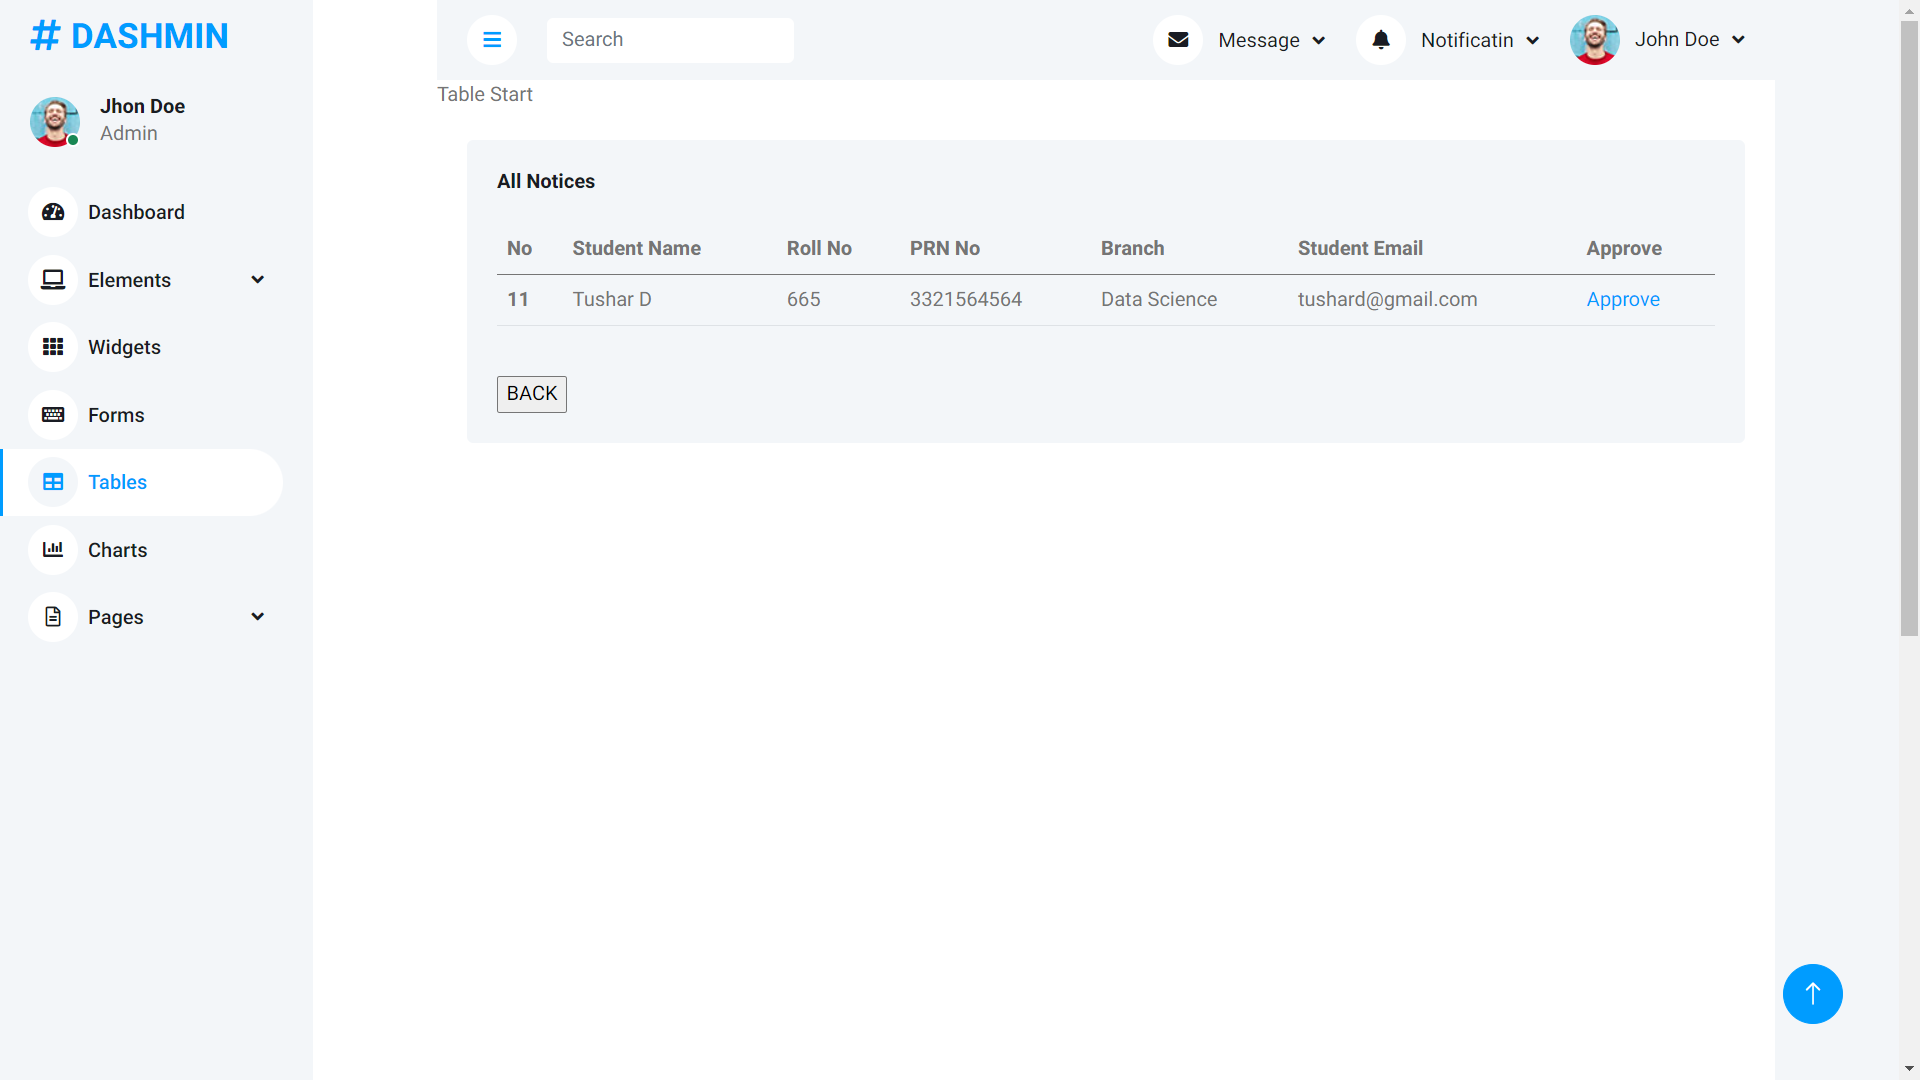 # DASHMIN
Jhon Doe
Admin
Dashboard
Elements
Widgets
Forms
Tables
Charts
Pages
Search
Message
Notificatin
John Doe
Table Start
All Notices
No Student Name Roll No PRN No Branch Student Email Approve
11 Tushar D 665 3321564564 Data Science tushard@gmail.com Approve
BACK